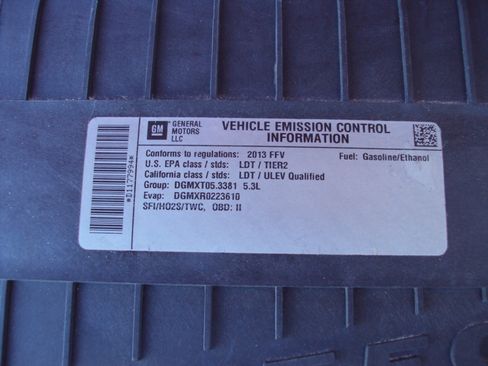 GM
GENERAL MOTORS LLC
VEHICLE EMISSION CONTROL
INFORMATION
Conforms to regulations: 2013 FFV
Fuel: Gasoline/Ethanol
U.S. EPA class / stds: LDT / TIER2
California class / stds: LDT / ULEV Qualified
Group: DGMXT05.3381 5.3L
Evap: DGMXR0223610
SFI/HO2S/TWC, OBD: II
*D1177994*